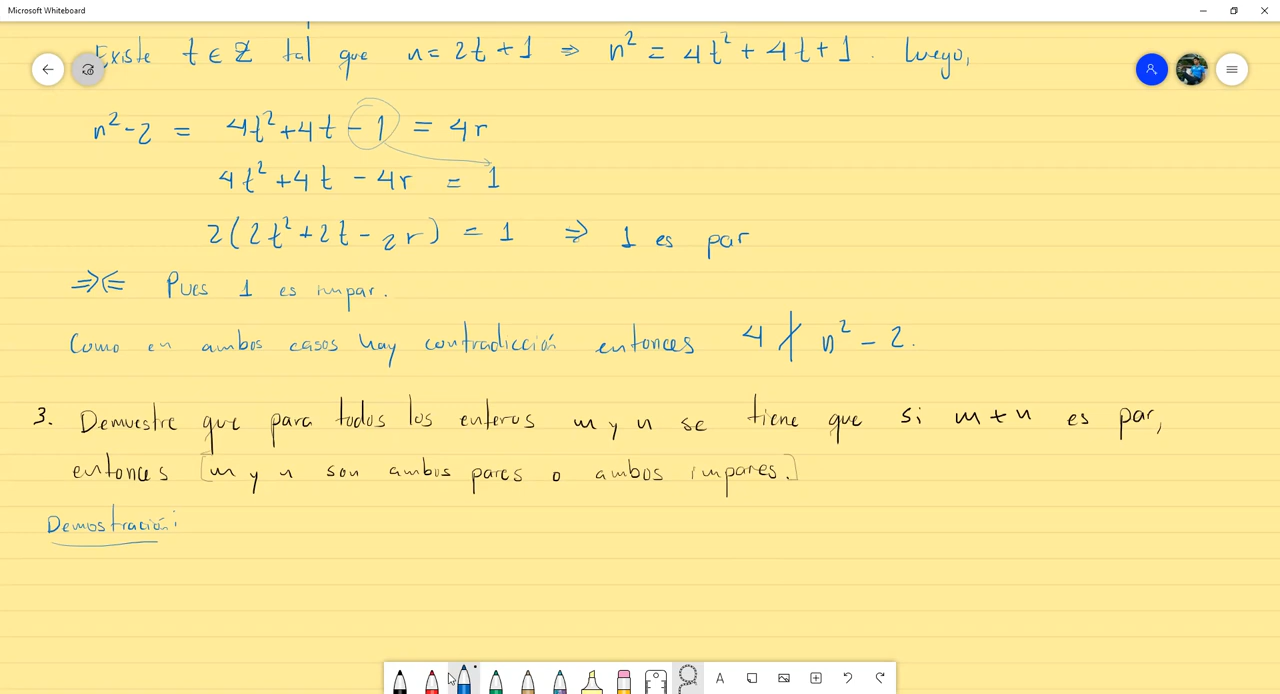 Microsoft Whiteboard
Existe t ∈ ℤ tal que n = 2t + 1 ⇒ n² = 4t² + 4t + 1. Luego,
n² - 2 = 4t² + 4t - 1 = 4r
4t² + 4t - 4r = 1
2(2t² + 2t - 2r) = 1 ⇒ 1 es par
⇒⇐ Pues 1 es impar.
Como en ambos casos hay contradicción entonces 4 ∤ n² - 2.
3. Demuestre que para todos los enteros m y n se tiene que si m + n es par,
entonces [m y n son ambos pares o ambos impares.]
Demostración:
A